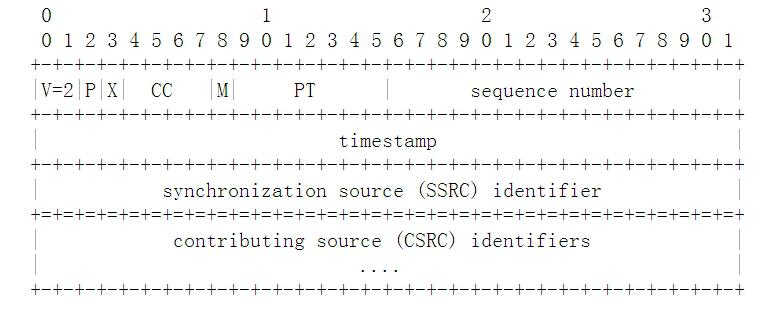 0                   1                   2                   3
0 1 2 3 4 5 6 7 8 9 0 1 2 3 4 5 6 7 8 9 0 1 2 3 4 5 6 7 8 9 0 1
+-+-+-+-+-+-+-+-+-+-+-+-+-+-+-+-+-+-+-+-+-+-+-+-+-+-+-+-+-+-+-+-+
|V=2|P|X|  CC   |M|     PT      |       sequence number         |
+-+-+-+-+-+-+-+-+-+-+-+-+-+-+-+-+-+-+-+-+-+-+-+-+-+-+-+-+-+-+-+-+
|                           timestamp                           |
+-+-+-+-+-+-+-+-+-+-+-+-+-+-+-+-+-+-+-+-+-+-+-+-+-+-+-+-+-+-+-+-+
|           synchronization source (SSRC) identifier            |
+=+=+=+=+=+=+=+=+=+=+=+=+=+=+=+=+=+=+=+=+=+=+=+=+=+=+=+=+=+=+=+=+
|            contributing source (CSRC) identifiers             |
|                             ....                              |
+-+-+-+-+-+-+-+-+-+-+-+-+-+-+-+-+-+-+-+-+-+-+-+-+-+-+-+-+-+-+-+-+